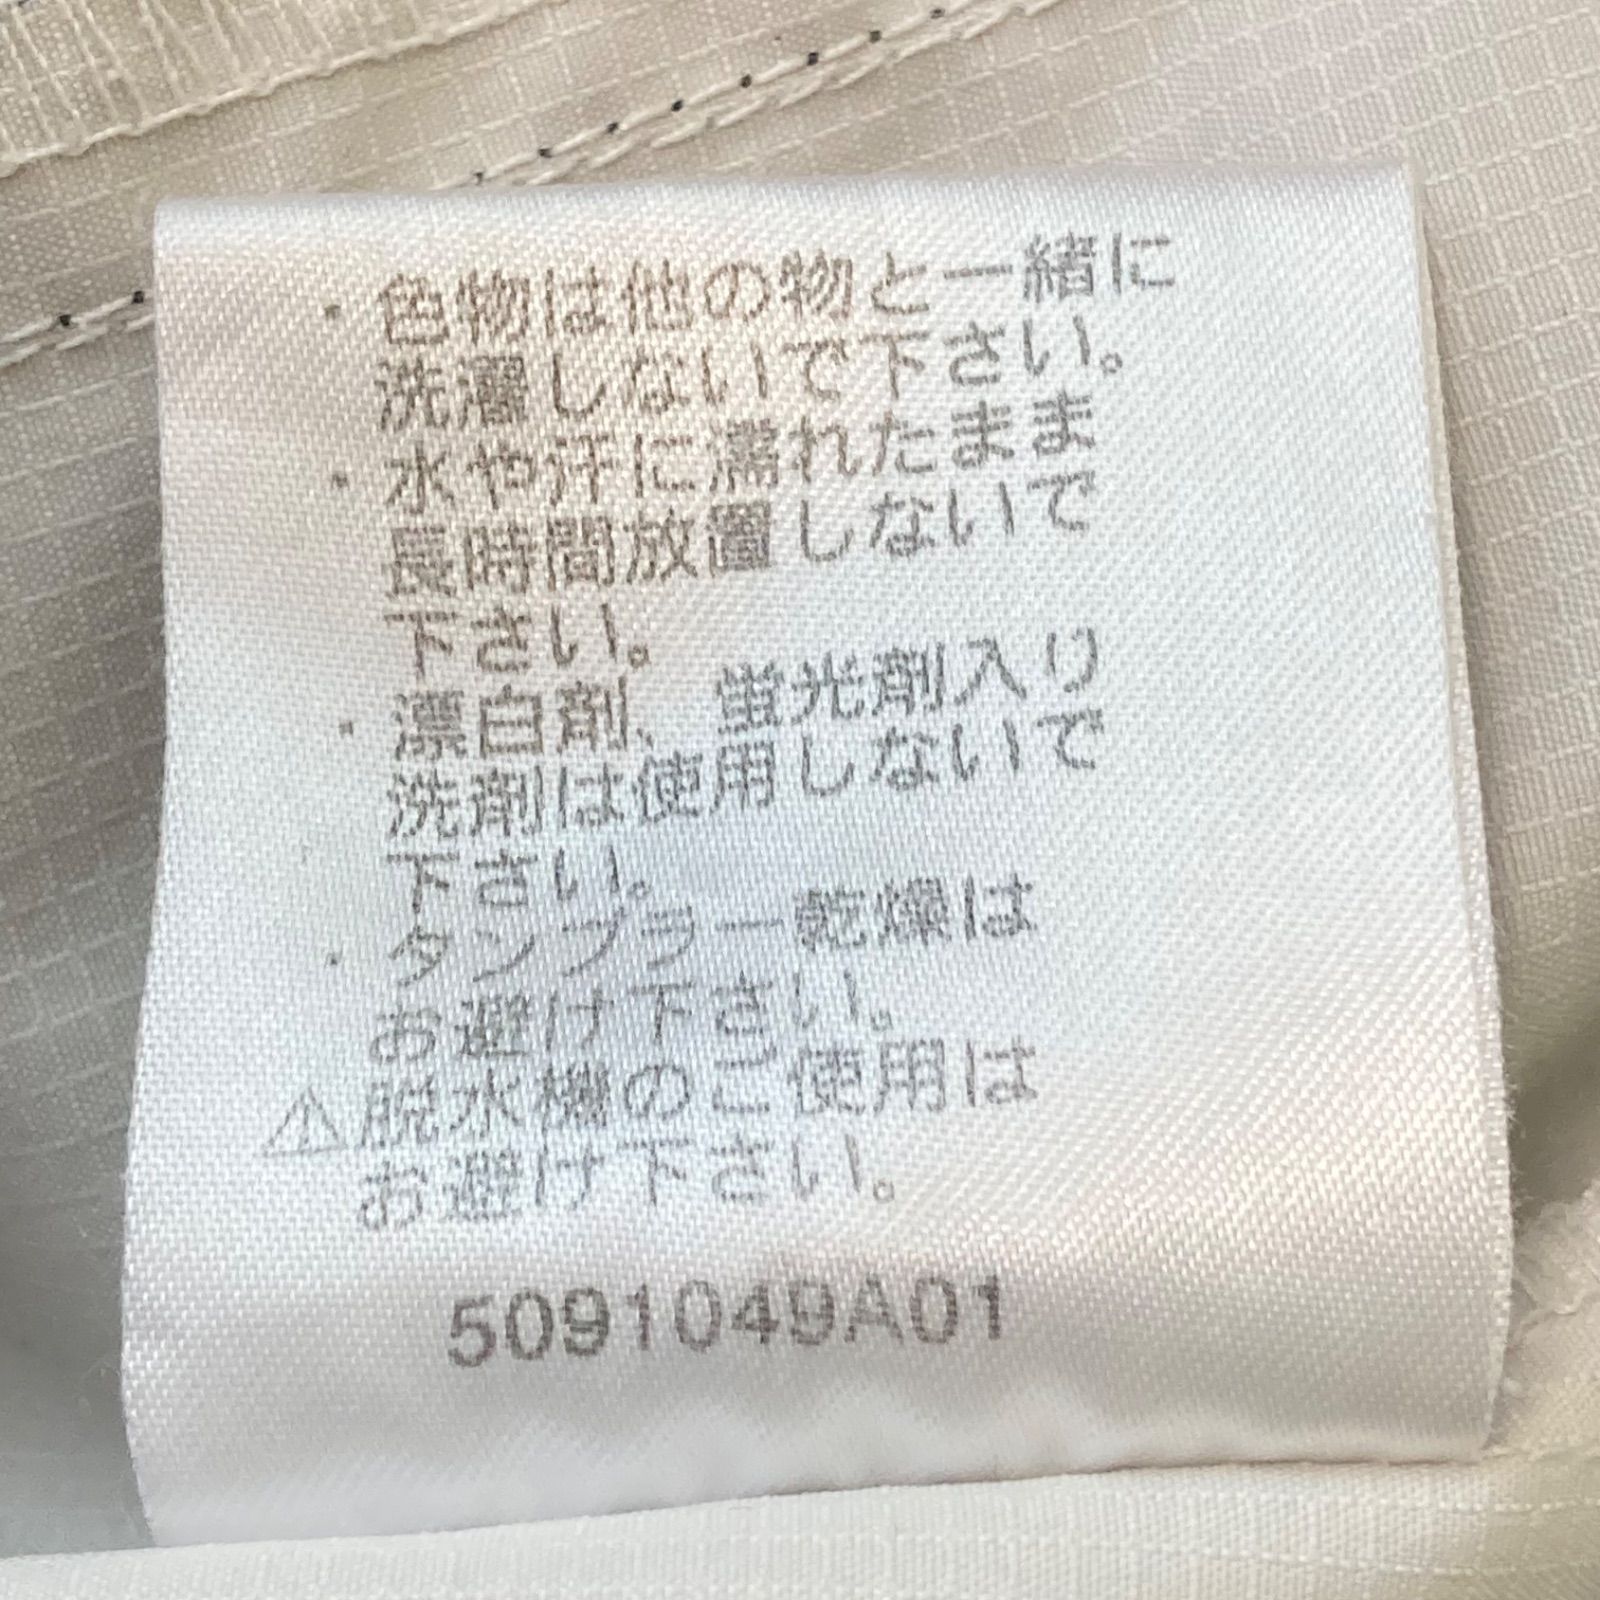 ・色物は他の物と一緒に
洗濯しないで下さい。
・水や汗に濡れたまま
長時間放置しないで
下さい。
・漂白剤、蛍光剤入り
洗剤は使用しないで
下さい。
・タンブラー乾燥は
お避け下さい。
⚠脱水機のご使用は
お避け下さい。
5091049A01